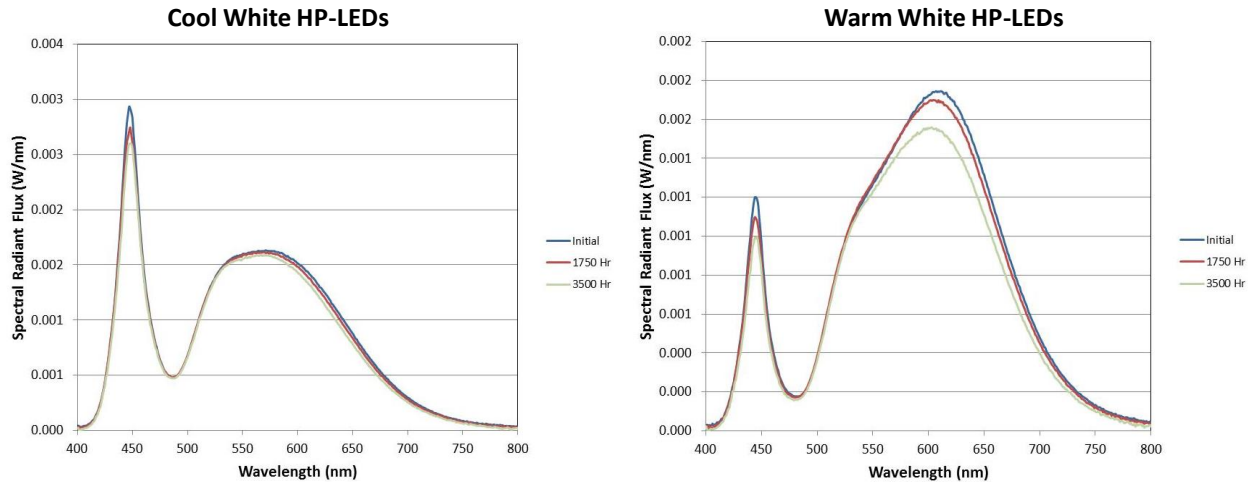 Cool White HP-LEDs
0.004
0.003
0.003
0.002
0.002
0.001
0.001
0.000
Spectral Radiant Flux (W/nm)
400 450 500 550 600 650 700 750 800
Wavelength (nm)
Initial
1750 Hr
3500 Hr
Warm White HP-LEDs
0.002
0.002
0.002
0.001
0.001
0.001
0.001
0.001
0.000
0.000
0.000
Spectral Radiant Flux (W/nm)
400 450 500 550 600 650 700 750 800
Wavelength (nm)
Initial
1750 Hr
3500 Hr